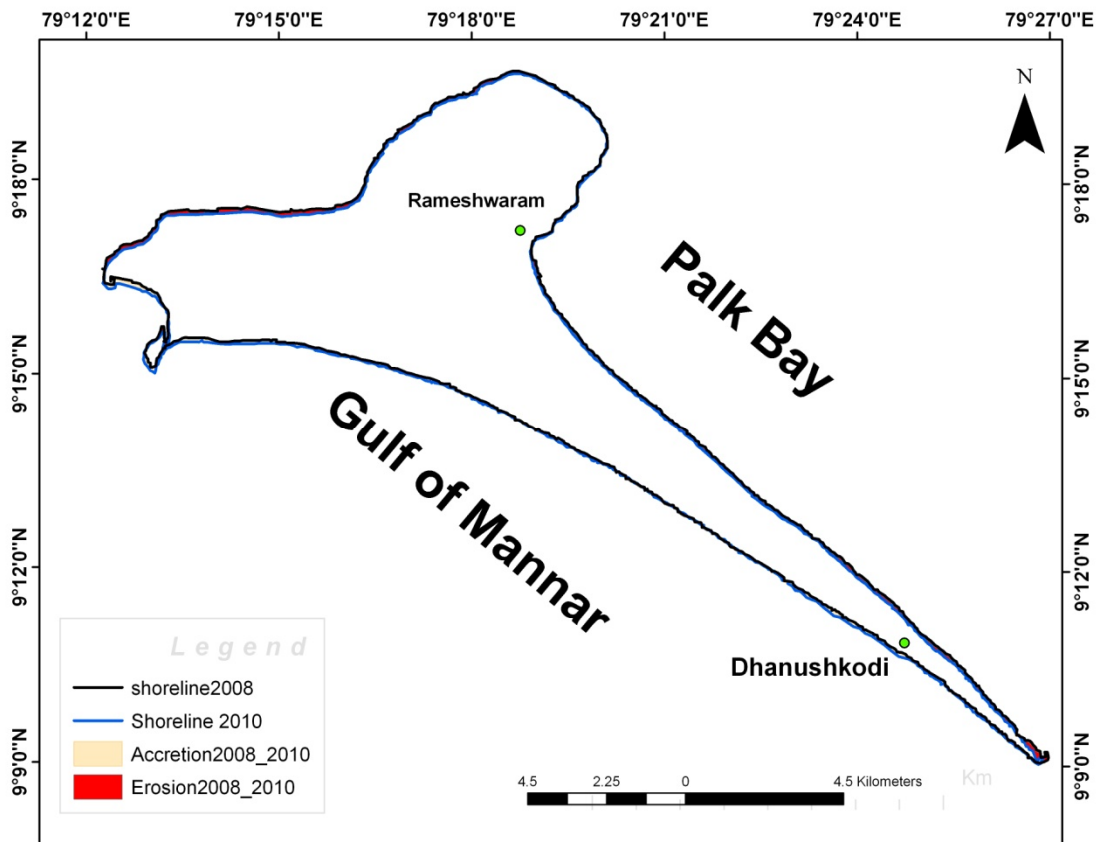 79°12'0"E 79°15'0"E 79°18'0"E 79°21'0"E 79°24'0"E 79°27'0"E
N
9°18'0"N
9°18'0"N
Rameshwaram
Palk Bay
9°15'0"N
9°15'0"N
Gulf of Mannar
9°12'0"N
9°12'0"N
Dhanushkodi
Legend
shoreline2008
Shoreline 2010
Accretion2008_2010
Erosion2008_2010
9°9'0"N
9°9'0"N
4.5 2.25 0 4.5 Kilometers
Km